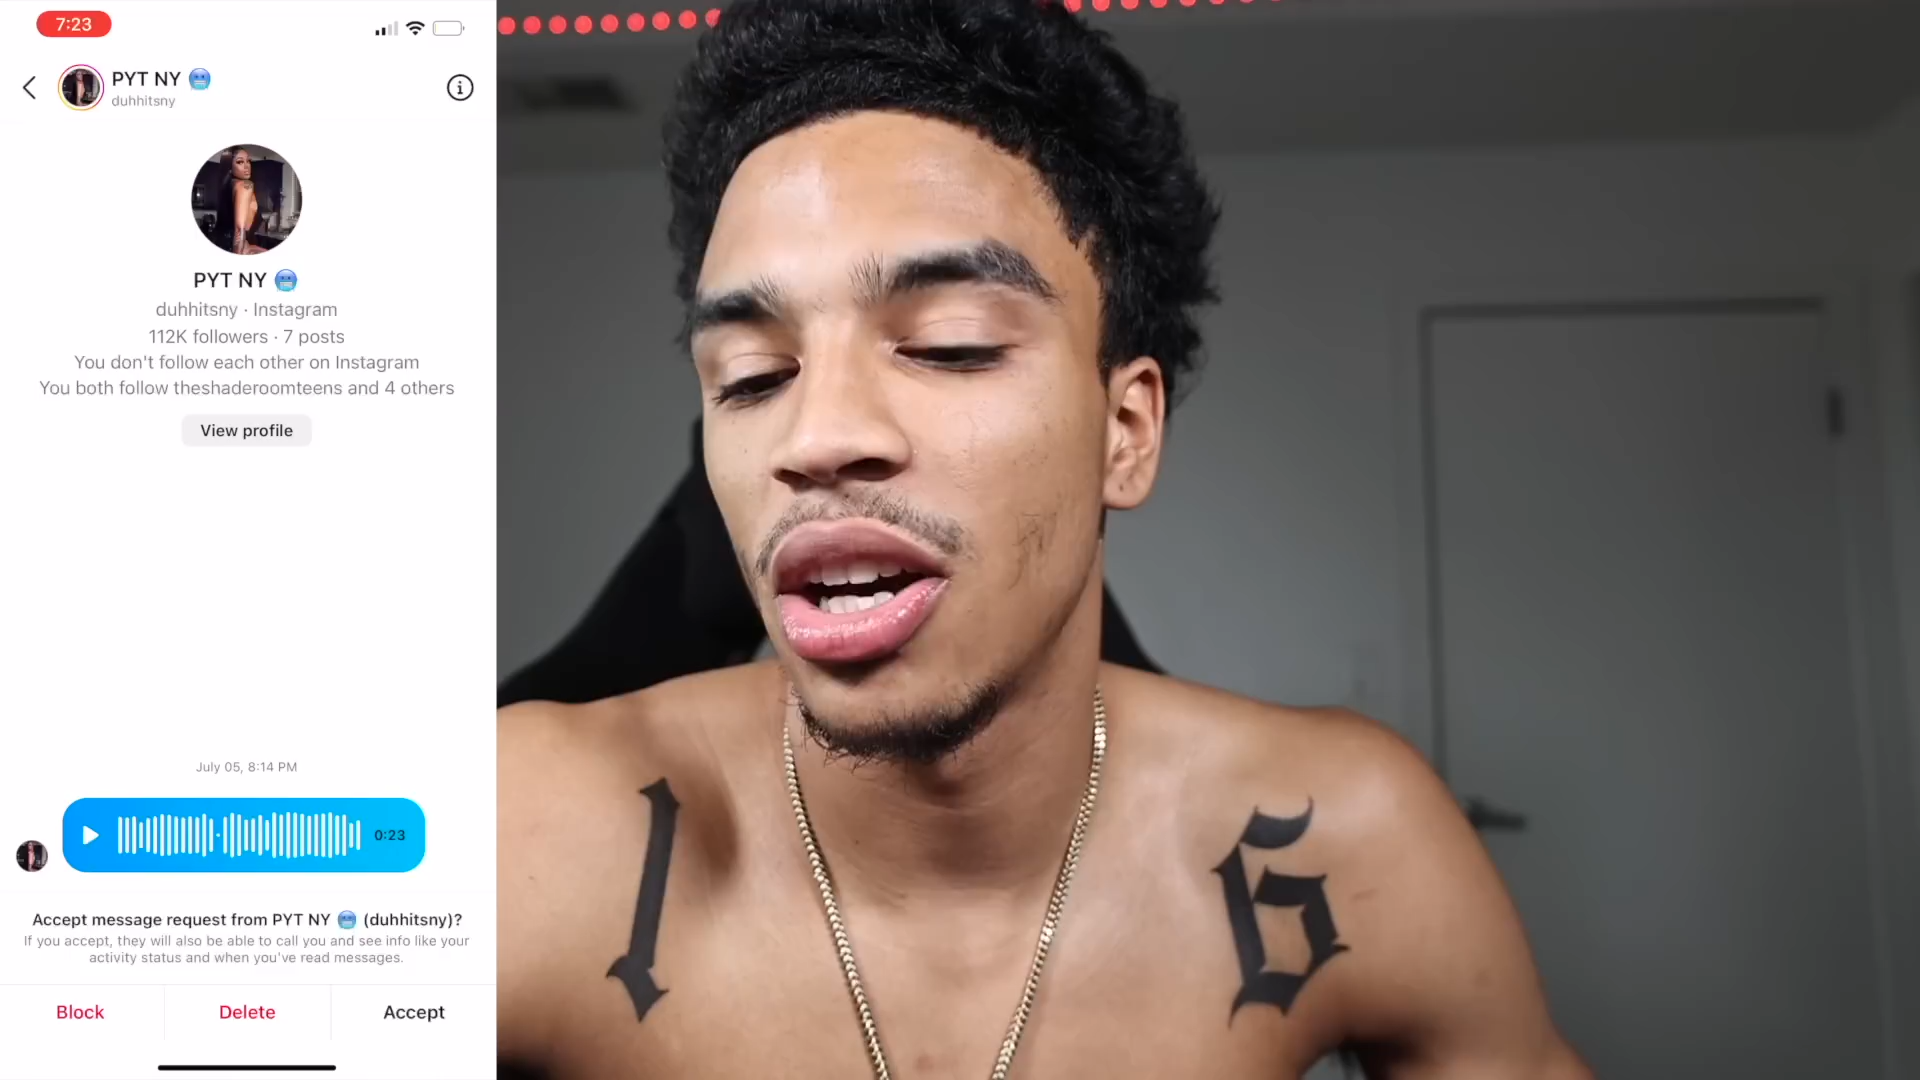 7:23
PYT NY 🥶
duhhitsny
PYT NY 🥶
duhhitsny · Instagram
112K followers · 7 posts
You don't follow each other on Instagram
You both follow theshaderoomteens and 4 others
View profile
July 05, 8:14 PM
0:23
Accept message request from PYT NY 🥶 (duhhitsny)?
If you accept, they will also be able to call you and see info like your
activity status and when you've read messages.
Block
Delete
Accept
1 6